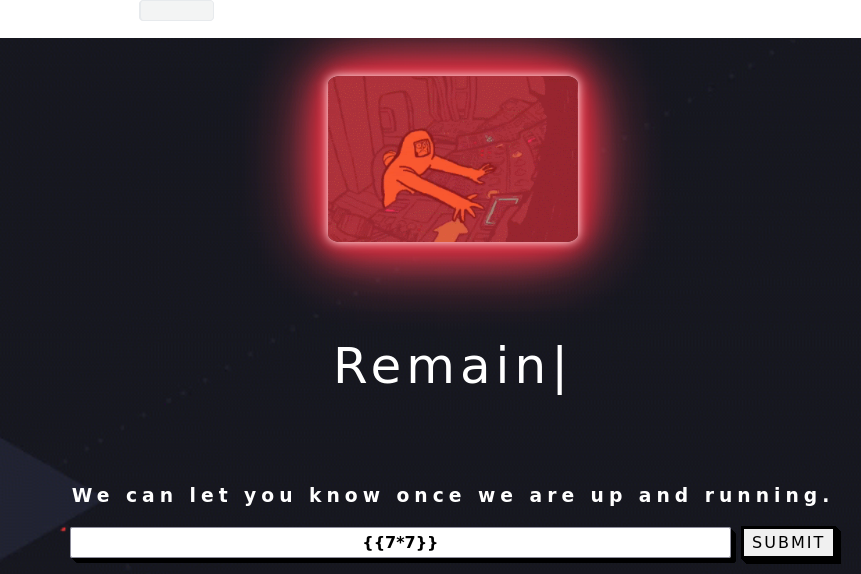 Remain|
We can let you know once we are up and running.
{{7*7}}
SUBMIT